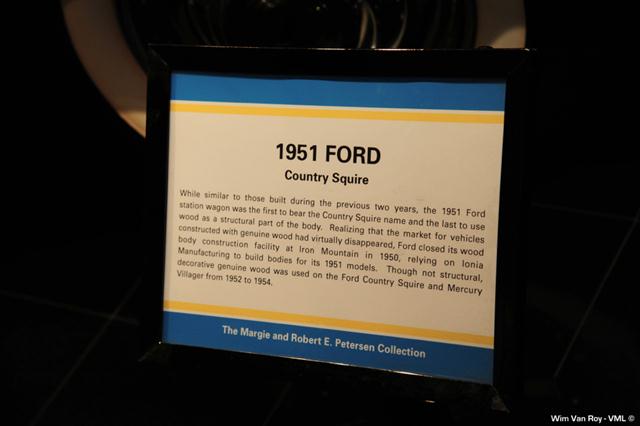 1951 FORD
Country Squire
While similar to those built during the previous two years, the 1951 Ford
station wagon was the first to bear the Country Squire name and the last to use
wood as a structural part of the body. Realizing that the market for vehicles
constructed with genuine wood had virtually disappeared, Ford closed its wood
body construction facility at Iron Mountain in 1950, relying on Ionia
Manufacturing to build bodies for its 1951 models. Though not structural,
decorative genuine wood was used on the Ford Country Squire and Mercury
Villager from 1952 to 1954.
The Margie and Robert E. Petersen Collection
Wim Van Roy - VML ©